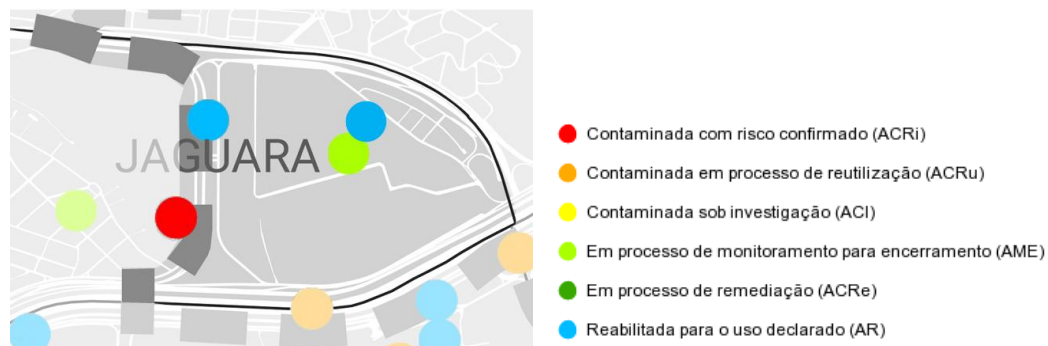 JAGUARA
Contaminada com risco confirmado (ACRi)
Contaminada em processo de reutilização (ACRu)
Contaminada sob investigação (ACI)
Em processo de monitoramento para encerramento (AME)
Em processo de remediação (ACRe)
Reabilitada para o uso declarado (AR)